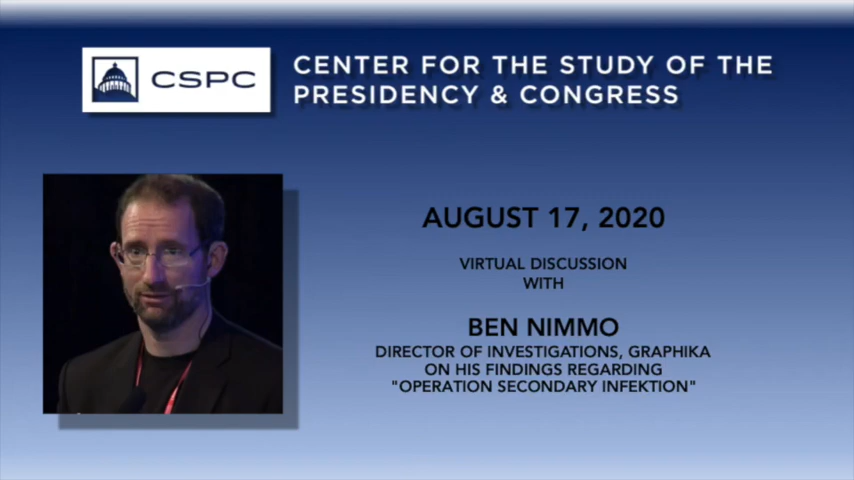 CSPC
CENTER FOR THE STUDY OF THE
PRESIDENCY & CONGRESS
AUGUST 17, 2020
VIRTUAL DISCUSSION
WITH
BEN NIMMO
DIRECTOR OF INVESTIGATIONS, GRAPHIKA
ON HIS FINDINGS REGARDING
"OPERATION SECONDARY INFEKTION"